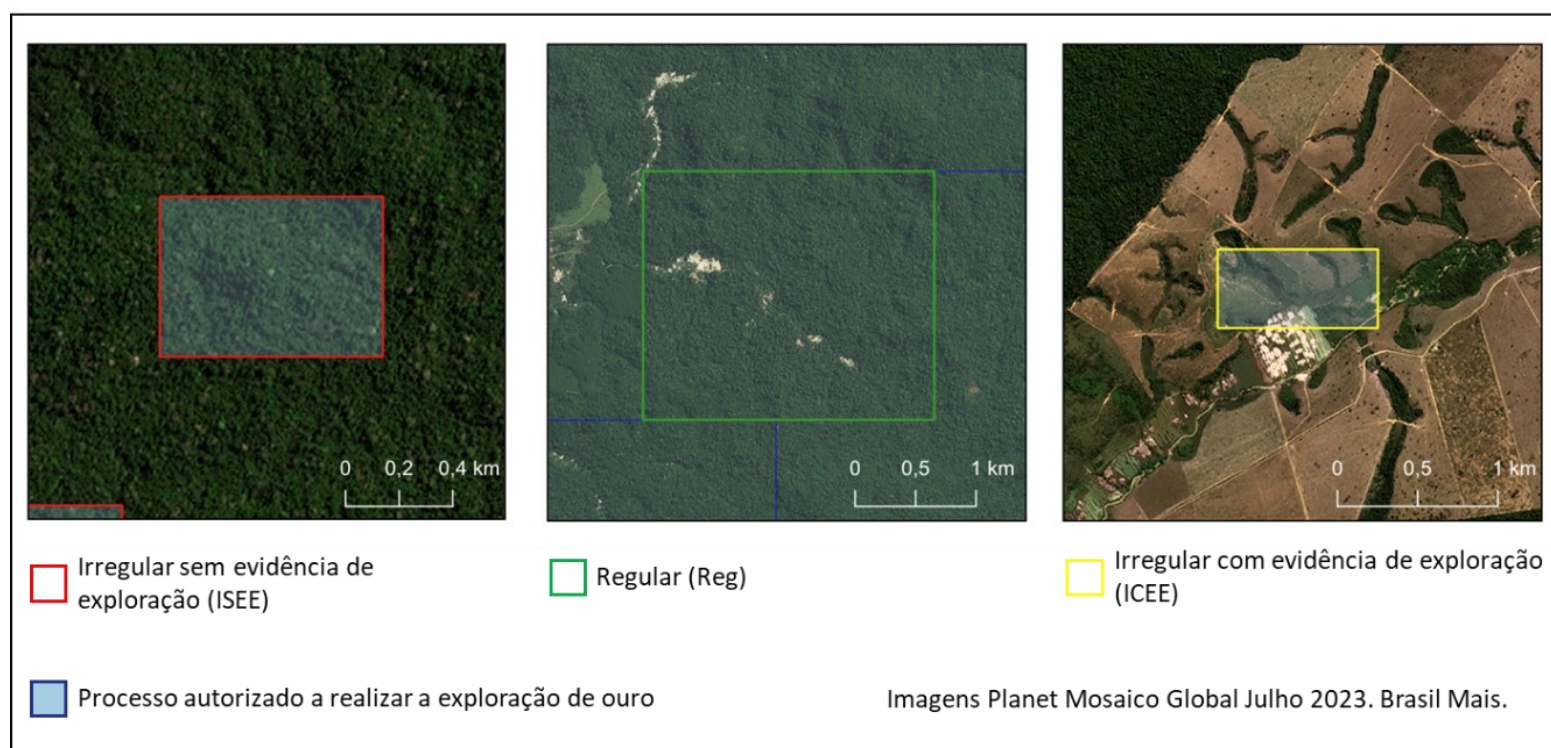 0 0,2 0,4 km
0 0,5 1 km
0 0,5 1 km
Irregular sem evidência de
exploração (ISEE)
Regular (Reg)
Irregular com evidência de exploração
(ICEE)
Processo autorizado a realizar a exploração de ouro
Imagens Planet Mosaico Global Julho 2023. Brasil Mais.